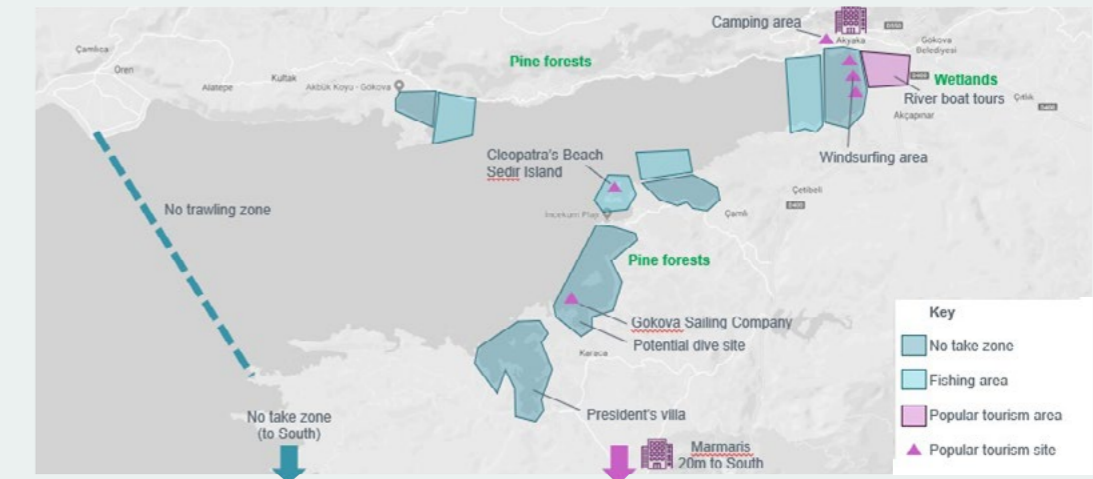 Camping area
Akyaka
Gokova
Belediyesi
Çamlica
Oren
Pine forests
Kultak
Alatepe
Akbük Koyu - Gökova
Wetlands
River boat tours
Çıtlık
Akçapınar
Windsurfing area
Cleopatra's Beach
Sedir Island
No trawling zone
Çetibeli
Çamlı
İncekum Plajı
Pine forests
Gokova Sailing Company
Potential dive site
Karaca
President's villa
No take zone
(to South)
Marmaris
20m to South
Key
No take zone
Fishing area
Popular tourism area
Popular tourism site